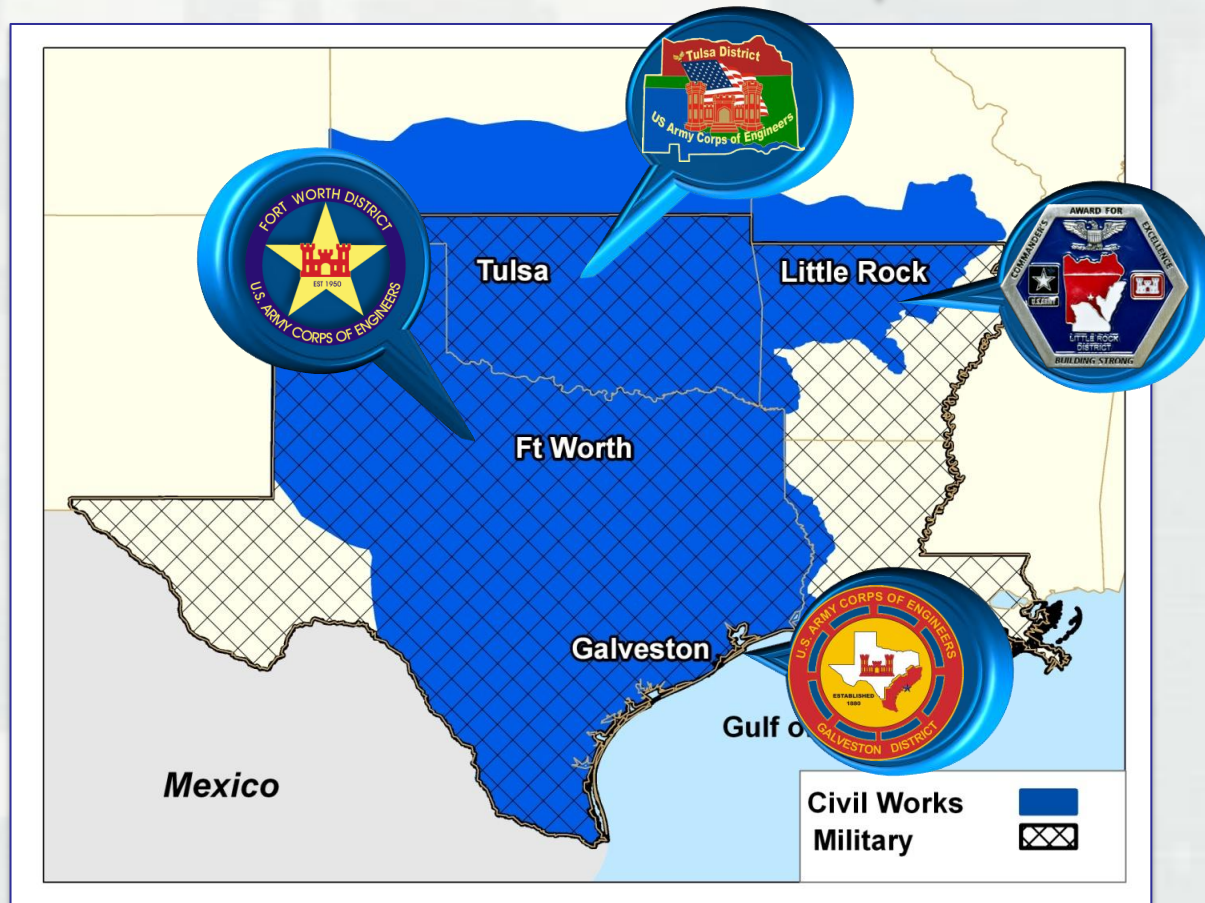 Tulsa District
US Army Corps of Engineers
FORT WORTH DISTRICT
EST 1950
U.S. ARMY CORPS OF ENGINEERS
COMMANDER'S
AWARD FOR
EXCELLENCE
U.S.ARMY
LITTLE ROCK
DISTRICT
BUILDING STRONG
Tulsa
Little Rock
Ft Worth
Galveston
U.S. ARMY CORPS OF ENGINEERS
ESTABLISHED
1880
GALVESTON DISTRICT
Gulf o
Mexico
Civil Works
Military